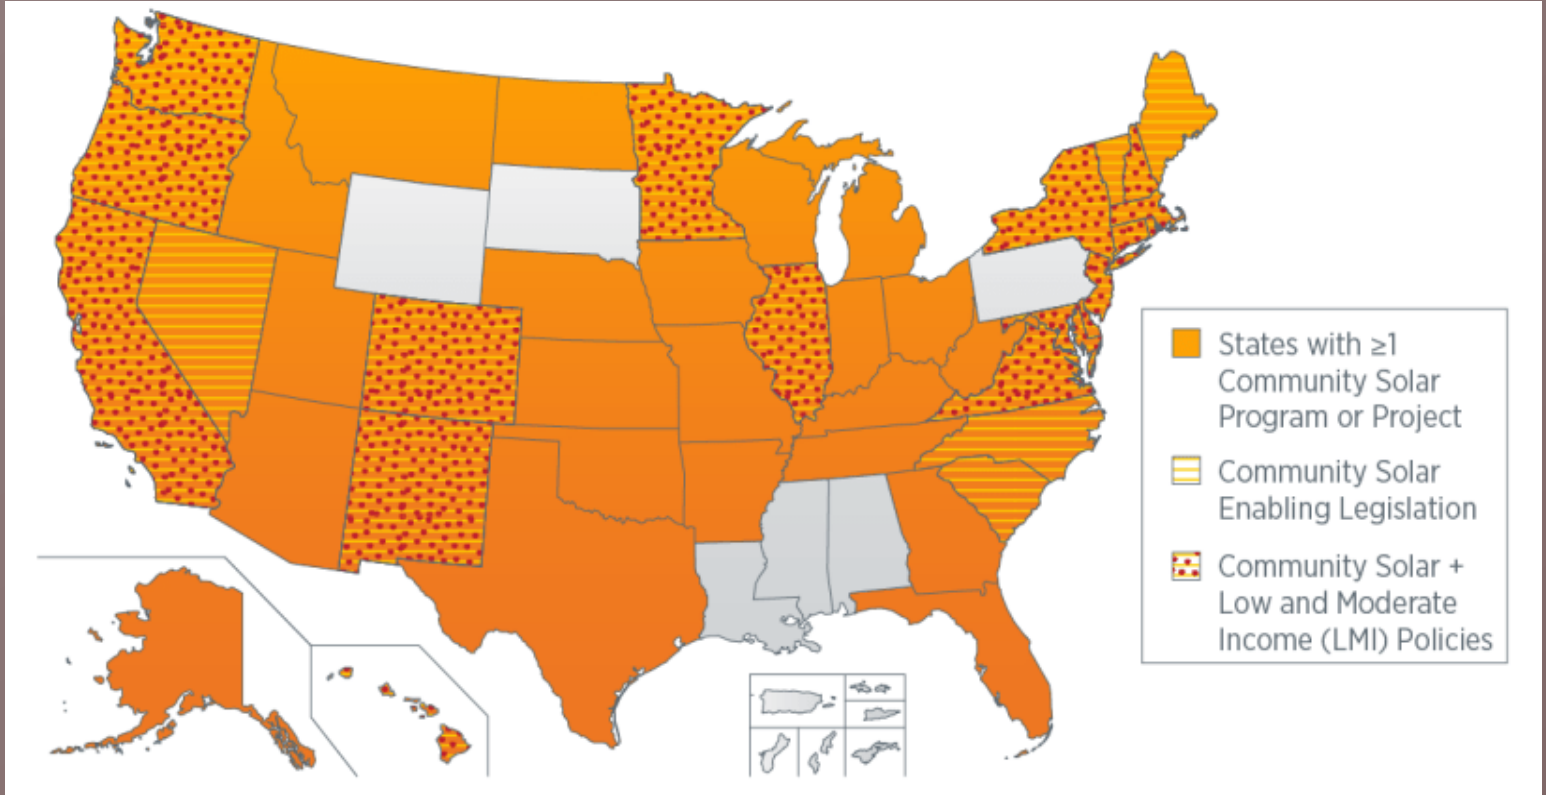 States with ≥1
Community Solar
Program or Project
Community Solar
Enabling Legislation
Community Solar +
Low and Moderate
Income (LMI) Policies